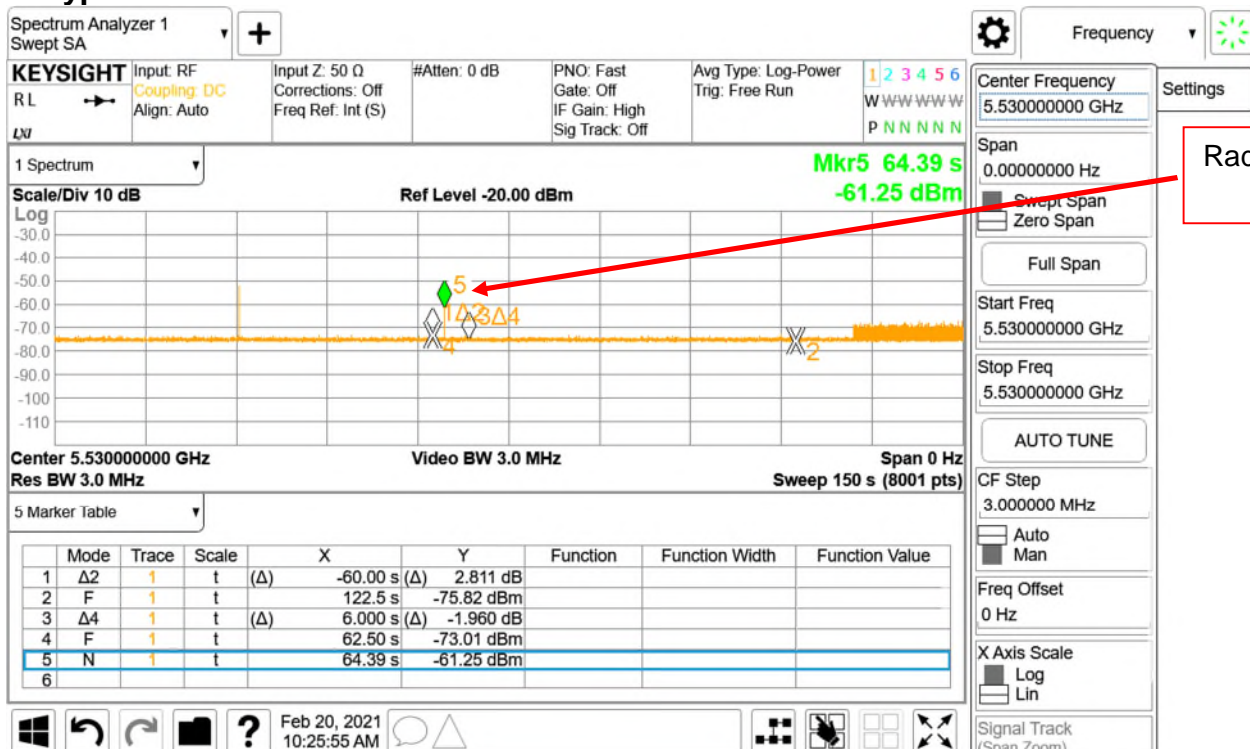 Spectrum Analyzer 1
Swept SA
+
Frequency
KEYSIGHT
RL
LXI
Input: RF
Coupling: DC
Align: Auto
Input Z: 50 Ω
Corrections: Off
Freq Ref: Int (S)
#Atten: 0 dB
PNO: Fast
Gate: Off
IF Gain: High
Sig Track: Off
Avg Type: Log-Power
Trig: Free Run
1 2 3 4 5 6
W W W W W W
P N N N N N
1 Spectrum
Mkr5 64.39 s
-61.25 dBm
Scale/Div 10 dB
Ref Level -20.00 dBm
Log
-30.0
-40.0
-50.0
-60.0
-70.0
-80.0
-90.0
-100
-110
5
1Δ2
3Δ4
4
2
Center 5.530000000 GHz
Video BW 3.0 MHz
Span 0 Hz
Res BW 3.0 MHz
Sweep 150 s (8001 pts)
5 Marker Table
Mode Trace Scale X Y Function Function Width Function Value
1 Δ2 1 t (Δ) -60.00 s (Δ) 2.811 dB
2 F 1 t 122.5 s -75.82 dBm
3 Δ4 1 t (Δ) 6.000 s (Δ) -1.960 dB
4 F 1 t 62.50 s -73.01 dBm
5 N 1 t 64.39 s -61.25 dBm
6
?
Feb 20, 2021
10:25:55 AM
Center Frequency
5.530000000 GHz
Settings
Span
0.00000000 Hz
Swept Span
Zero Span
Full Span
Start Freq
5.530000000 GHz
Stop Freq
5.530000000 GHz
AUTO TUNE
CF Step
3.000000 MHz
Auto
Man
Freq Offset
0 Hz
X Axis Scale
Log
Lin
Signal Track
(Span Zoom)